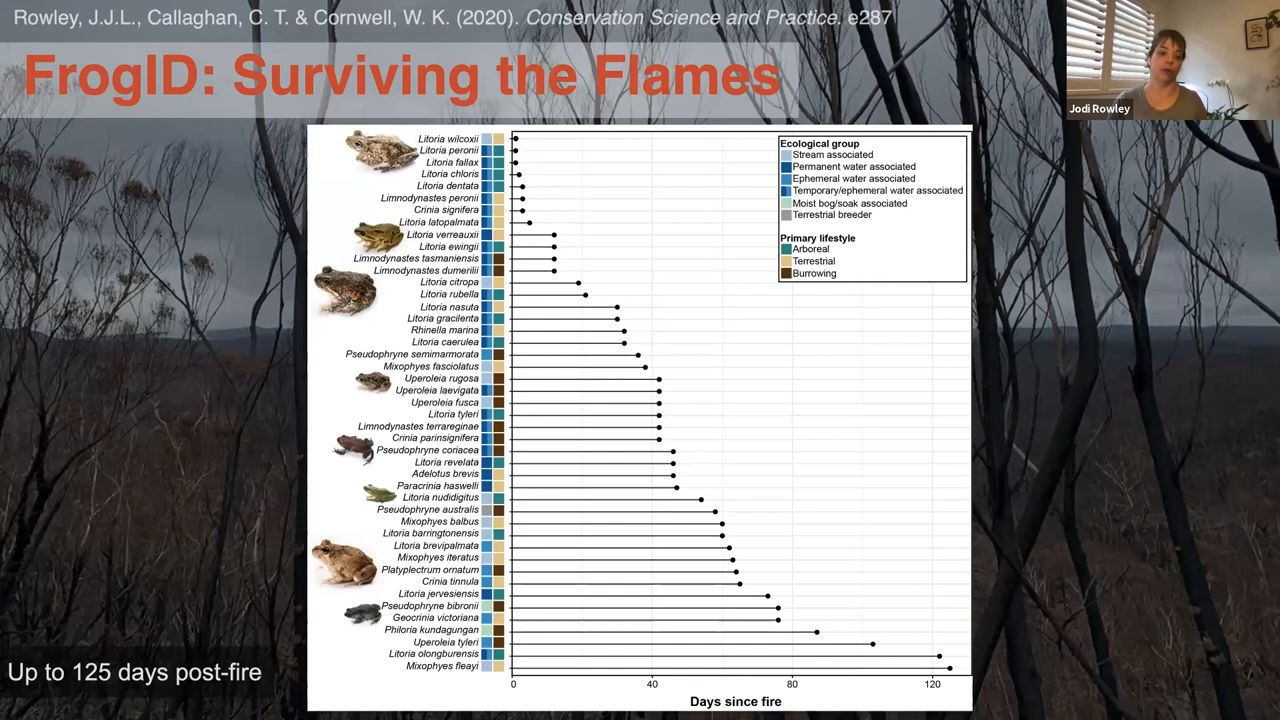 Rowley, J.J.L., Callaghan, C. T. & Cornwell, W. K. (2020). Conservation Science and Practice, e287
FrogID: Surviving the Flames
Jodi Rowley
Litoria wilcoxii
Litoria peronii
Litoria fallax
Litoria chloris
Litoria dentata
Limnodynastes peronii
Crinia signifera
Litoria latopalmata
Litoria verreauxii
Litoria ewingii
Limnodynastes tasmaniensis
Limnodynastes dumerilii
Litoria citropa
Litoria rubella
Litoria nasuta
Litoria gracilenta
Rhinella marina
Litoria caerulea
Pseudophryne semimarmorata
Mixophyes fasciolatus
Uperoleia rugosa
Uperoleia laevigata
Uperoleia fusca
Litoria tyleri
Limnodynastes terrareginae
Crinia parinsignifera
Pseudophryne coriacea
Litoria revelata
Adelotus brevis
Paracrinia haswelli
Litoria nudidigitus
Pseudophryne australis
Mixophyes balbus
Litoria barringtonensis
Litoria brevipalmata
Mixophyes iteratus
Platyplectrum ornatum
Crinia tinnula
Litoria jervesiensis
Pseudophryne bibronii
Geocrinia victoriana
Philoria kundagungan
Uperoleia tyleri
Litoria olongburensis
Mixophyes fleayi
Ecological group
Stream associated
Permanent water associated
Ephemeral water associated
Temporary/ephemeral water associated
Moist bog/soak associated
Terrestrial breeder
Primary lifestyle
Arboreal
Terrestrial
Burrowing
0 40 80 120
Days since fire
Up to 125 days post-fire